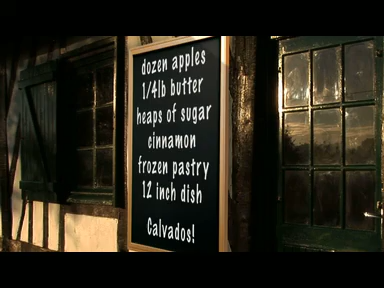 dozen apples
1/4lb butter
heaps of sugar
cinnamon
frozen pastry
12 inch dish
Calvados!